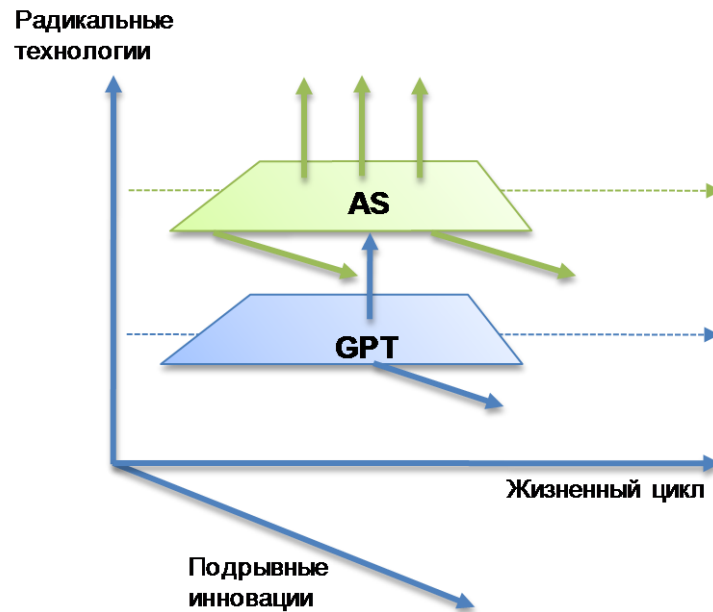 Радикальные
технологии
AS
GPT
Жизненный цикл
Подрывные
инновации